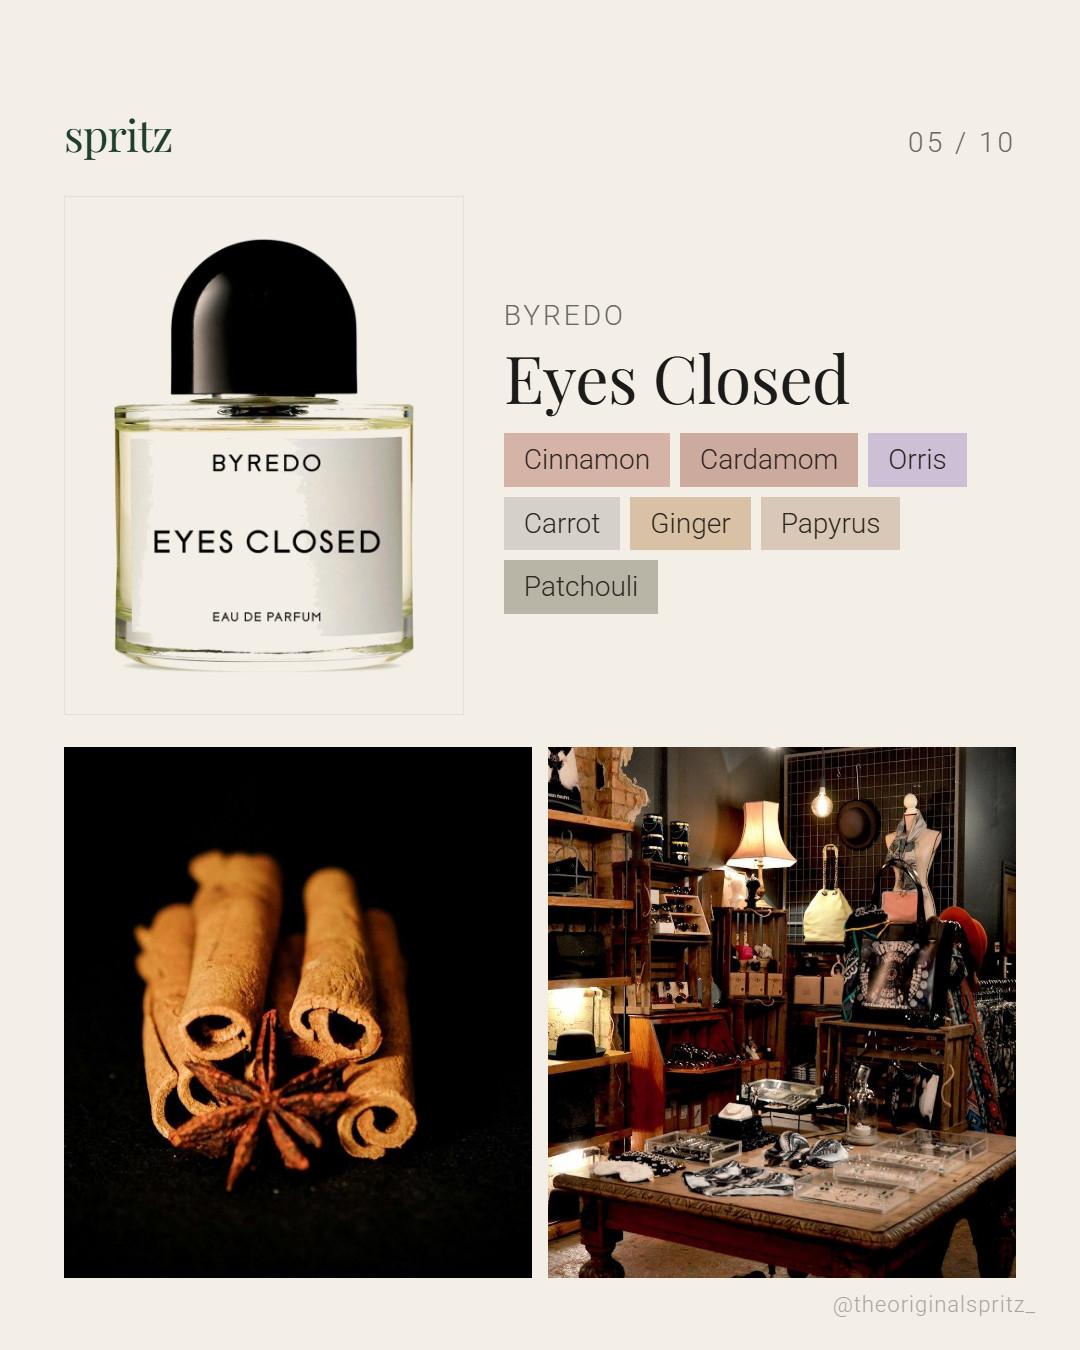 spritz
05 / 10
BYREDO
EYES CLOSED
EAU DE PARFUM
BYREDO
Eyes Closed
Cinnamon Cardamom Orris
Carrot Ginger Papyrus
Patchouli
@theoriginalspritz_